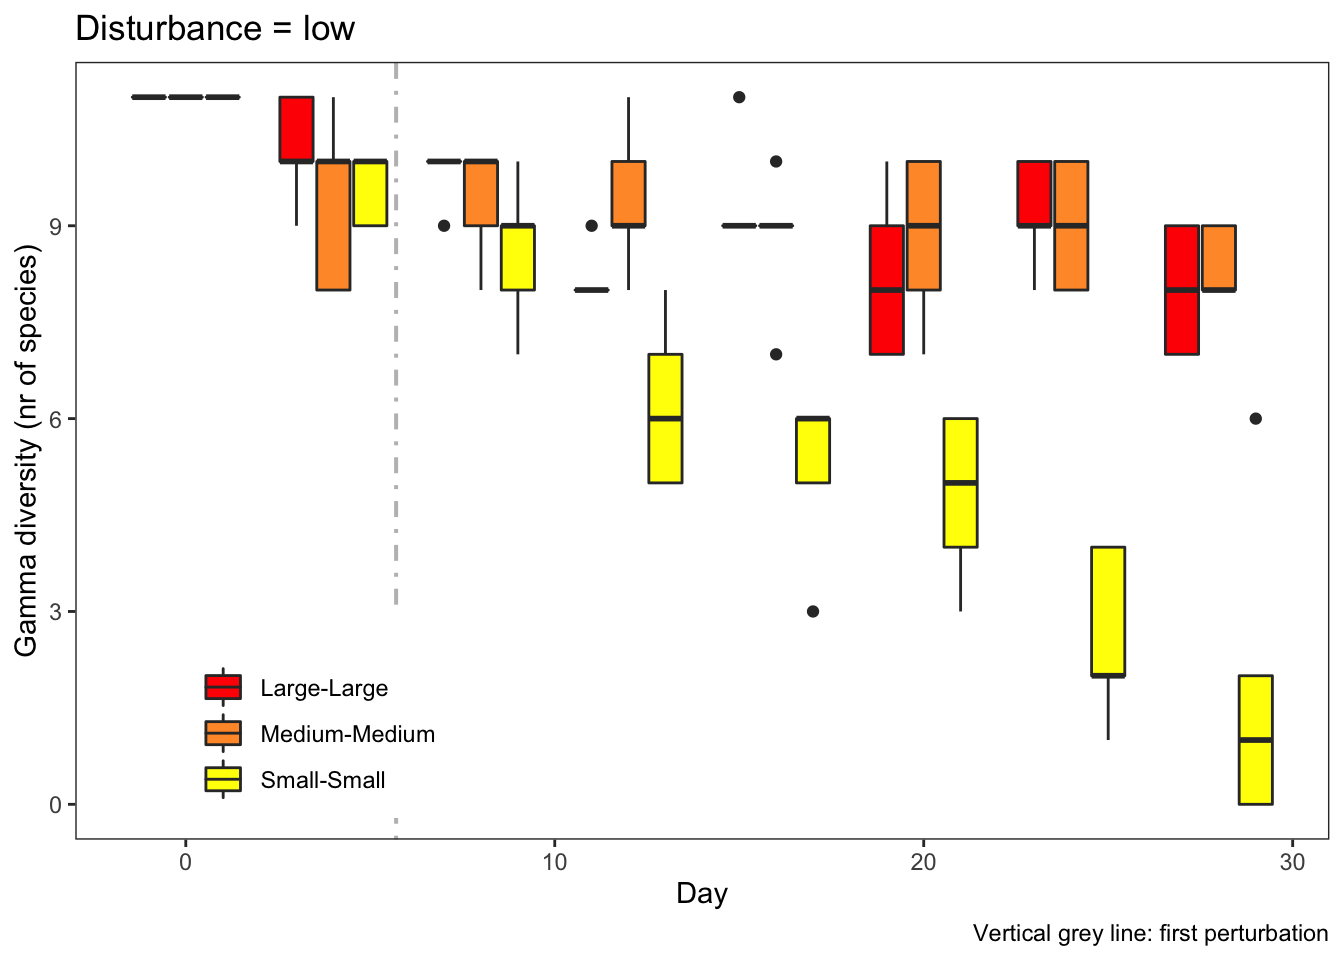 Disturbance = low
Gamma diversity (nr of species)
9
6
3
0
Large-Large
Medium-Medium
Small-Small
0
10
20
30
Day
Vertical grey line: first perturbation